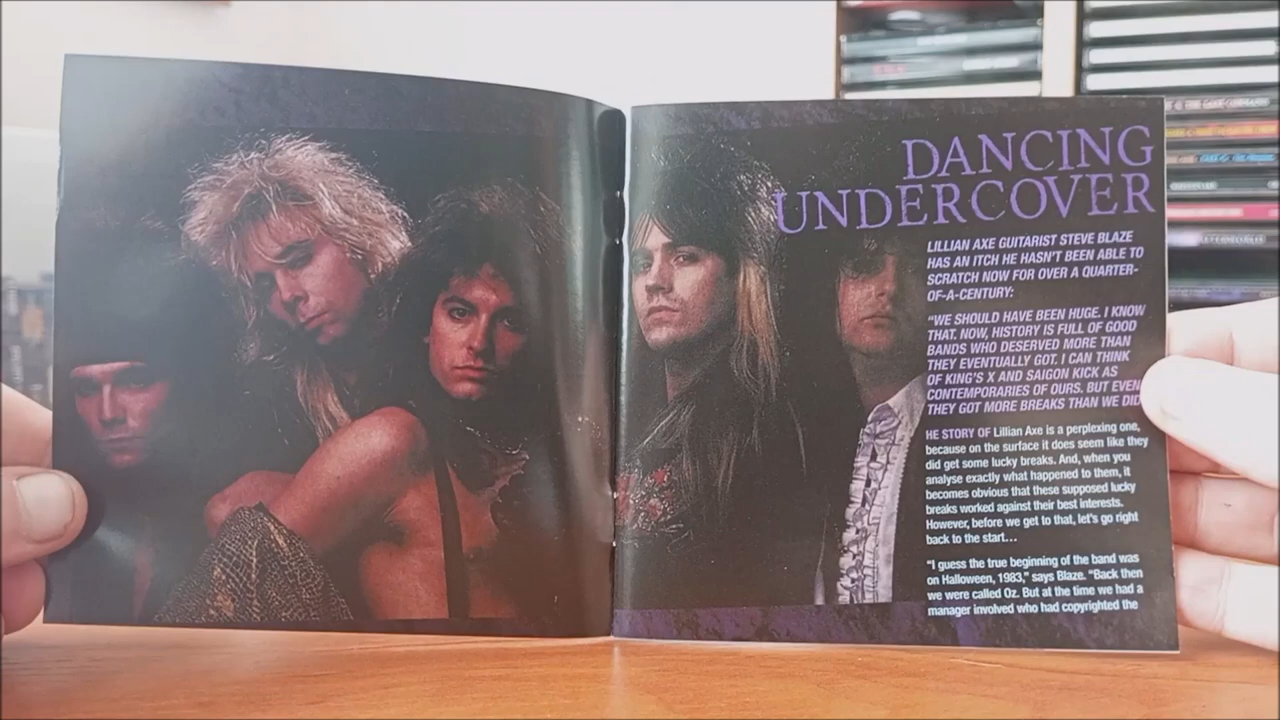 DANCING
UNDERCOVER
LILLIAN AXE GUITARIST STEVE BLAZE
HAS AN ITCH HE HASN'T BEEN ABLE TO
SCRATCH NOW FOR OVER A QUARTER-
OF-A-CENTURY:
"WE SHOULD HAVE BEEN HUGE. I KNOW
THAT. NOW, HISTORY IS FULL OF GOOD
BANDS WHO DESERVED MORE THAN
THEY EVENTUALLY GOT. I CAN THINK
OF KING'S X AND SAIGON KICK AS
CONTEMPORARIES OF OURS. BUT EVEN
THEY GOT MORE BREAKS THAN WE DID
HE STORY OF Lillian Axe is a perplexing one,
because on the surface it does seem like they
did get some lucky breaks. And, when you
analyse exactly what happened to them, it
becomes obvious that these supposed lucky
breaks worked against their best interests.
However, before we get to that, let's go right
back to the start...
"I guess the true beginning of the band was
on Halloween, 1983," says Blaze. "Back then
we were called Oz. But at the time we had a
manager involved who had copyrighted the